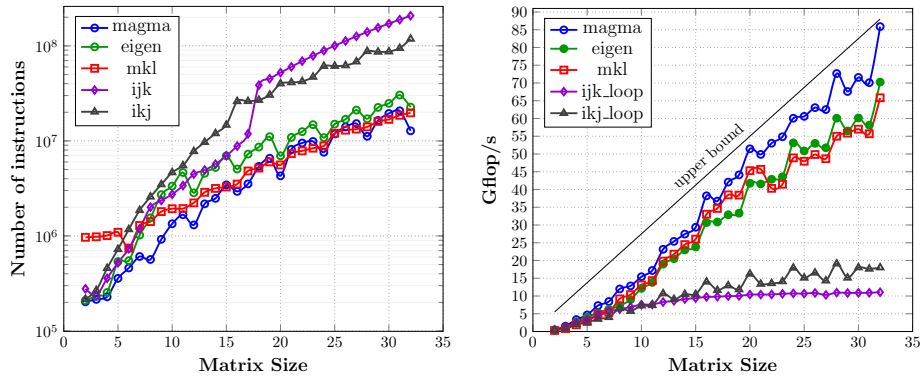 magma
eigen
mkl
ijk
ikj
Number of instructions
10^8
10^7
10^6
10^5
0 5 10 15 20 25 30 35
Matrix Size
magma
eigen
mkl
ijk_loop
ikj_loop
upper bound
Gflop/s
90
85
80
75
70
65
60
55
50
45
40
35
30
25
20
15
10
5
0
0 5 10 15 20 25 30 35
Matrix Size